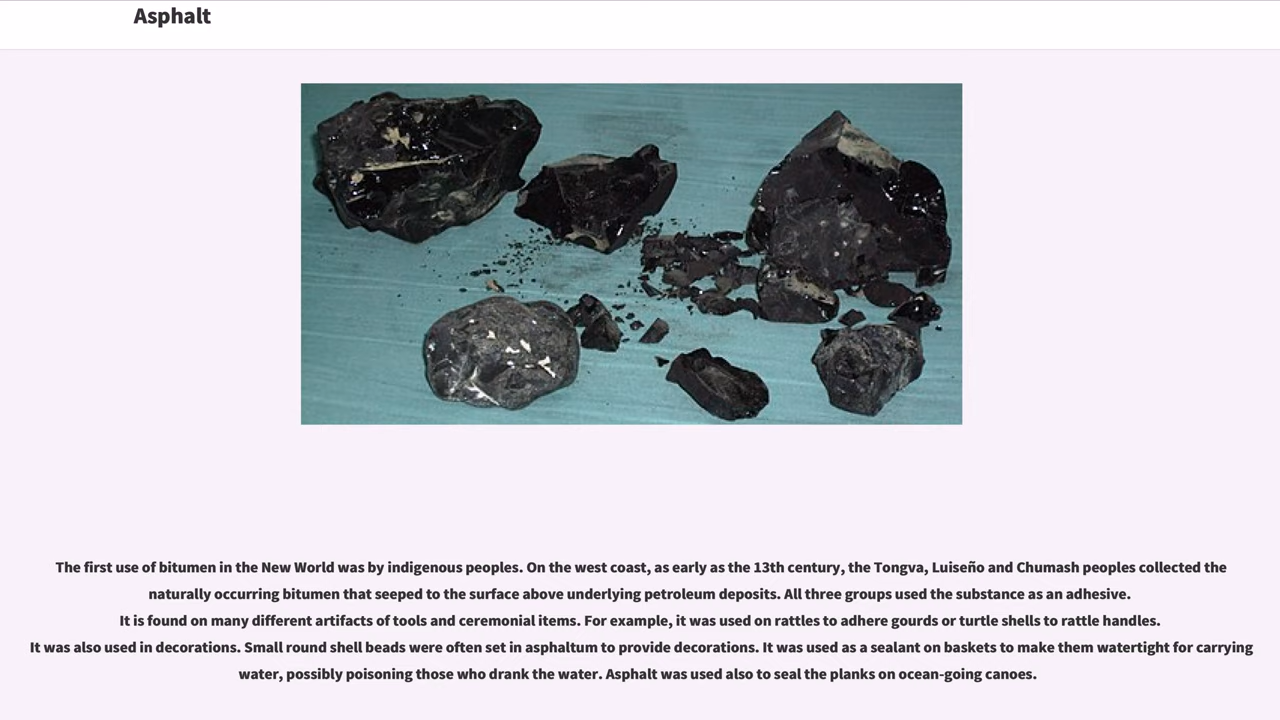 Asphalt
The first use of bitumen in the New World was by indigenous peoples. On the west coast, as early as the 13th century, the Tongva, Luiseño and Chumash peoples collected the
naturally occurring bitumen that seeped to the surface above underlying petroleum deposits. All three groups used the substance as an adhesive.
It is found on many different artifacts of tools and ceremonial items. For example, it was used on rattles to adhere gourds or turtle shells to rattle handles.
It was also used in decorations. Small round shell beads were often set in asphaltum to provide decorations. It was used as a sealant on baskets to make them watertight for carrying
water, possibly poisoning those who drank the water. Asphalt was used also to seal the planks on ocean-going canoes.